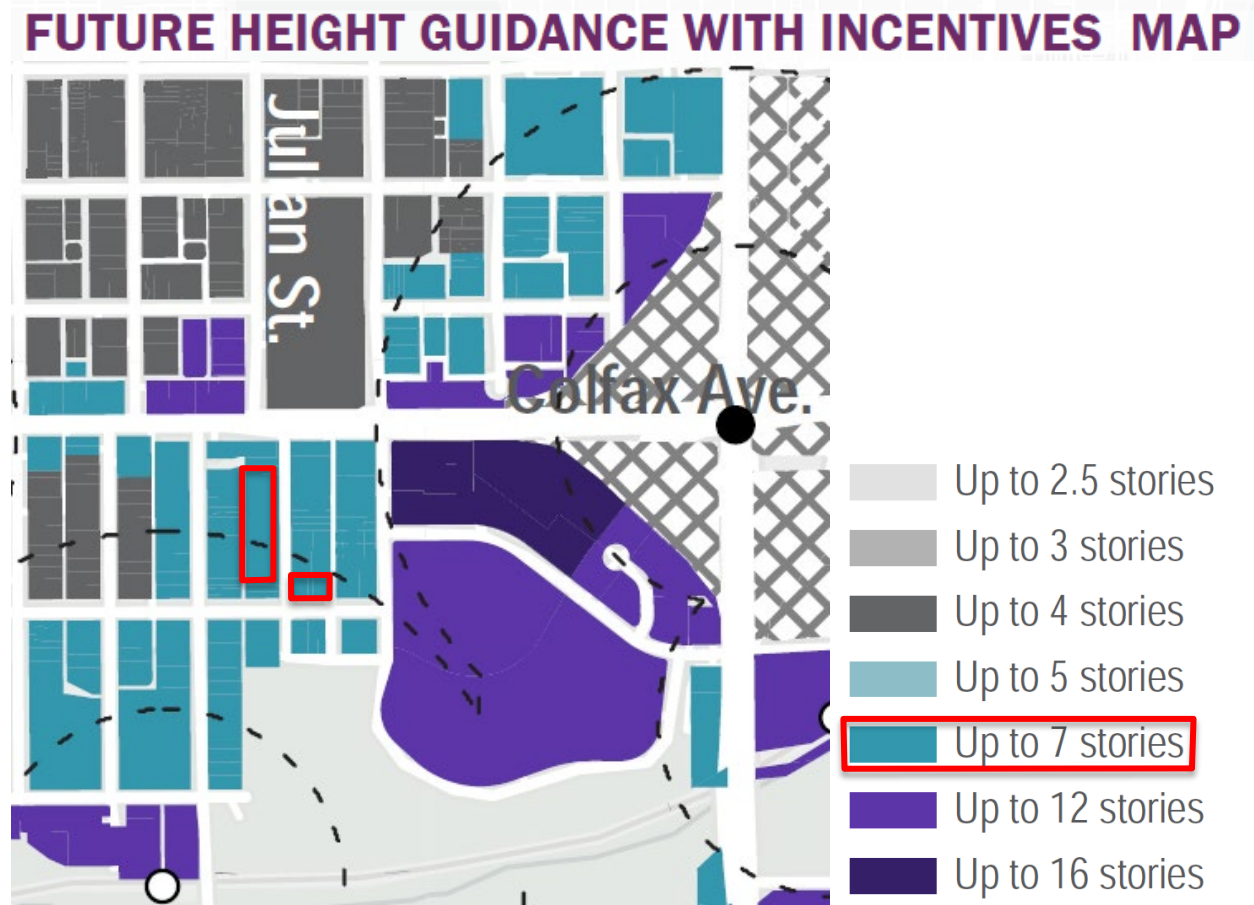 FUTURE HEIGHT GUIDANCE WITH INCENTIVES MAP
Julian St.
Colfax Ave.
Up to 2.5 stories
Up to 3 stories
Up to 4 stories
Up to 5 stories
Up to 7 stories
Up to 12 stories
Up to 16 stories